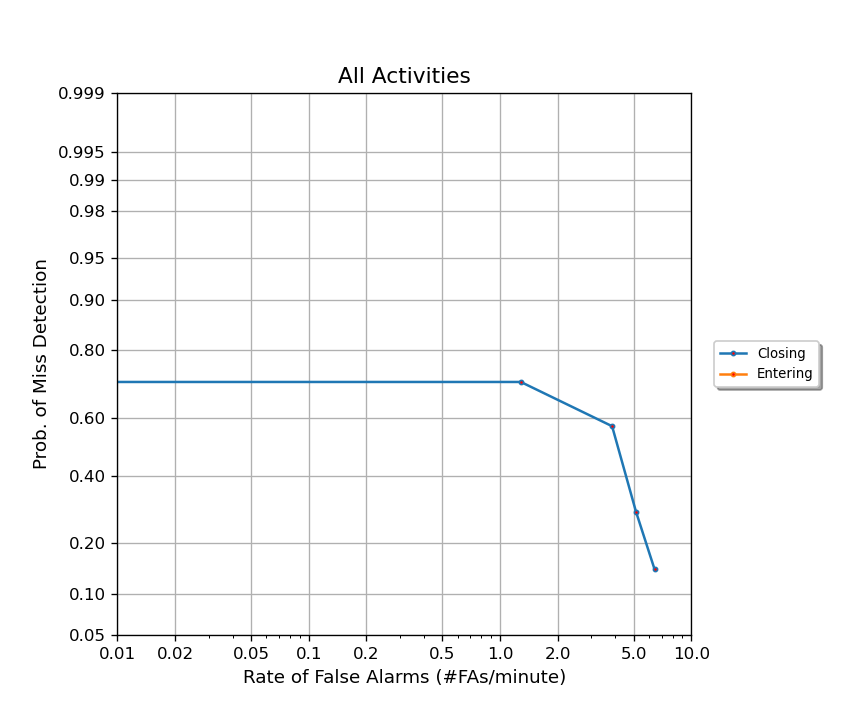 All Activities
0.999
0.995
0.99
0.98
0.95
0.90
0.80
0.60
0.40
0.20
0.10
0.05
Prob. of Miss Detection
0.01 0.02 0.05 0.1 0.2 0.5 1.0 2.0 5.0 10.0
Rate of False Alarms (#FAs/minute)
Closing
Entering